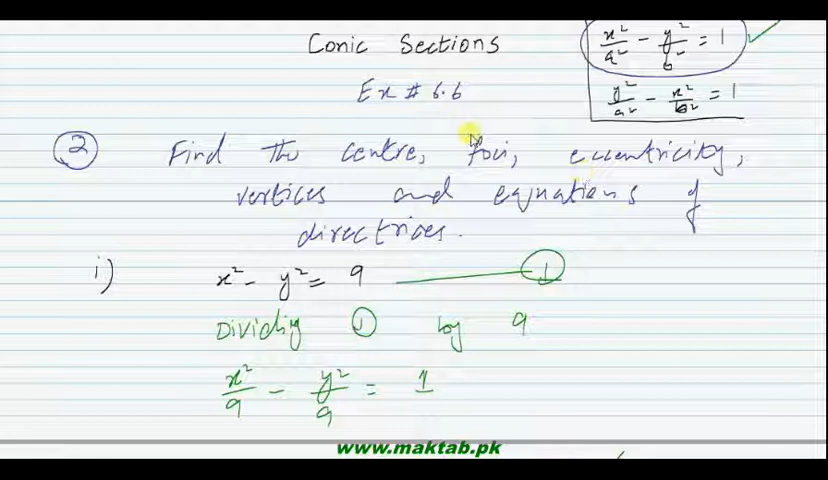 Conic Sections
x²/a² - y²/b² = 1
Ex # 6.6
y²/a² - x²/b² = 1
② Find the centre, foci, eccentricity,
vertices and equations of
directrices.
i) x² - y² = 9 ①
Dividing ① by 9
x²/9 - y²/9 = 1
www.maktab.pk